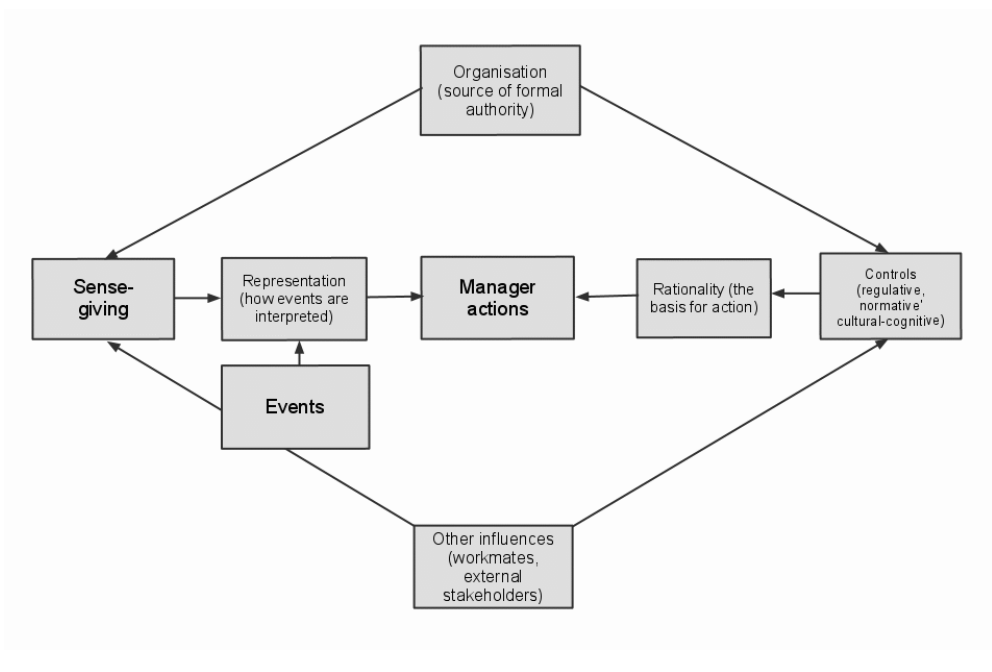 Organisation
(source of formal
authority)
Sense-
giving
Representation
(how events are
interpreted)
Manager
actions
Rationality (the
basis for action)
Controls
(regulative,
normative'
cultural-cognitive)
Events
Other influences
(workmates,
external
stakeholders)